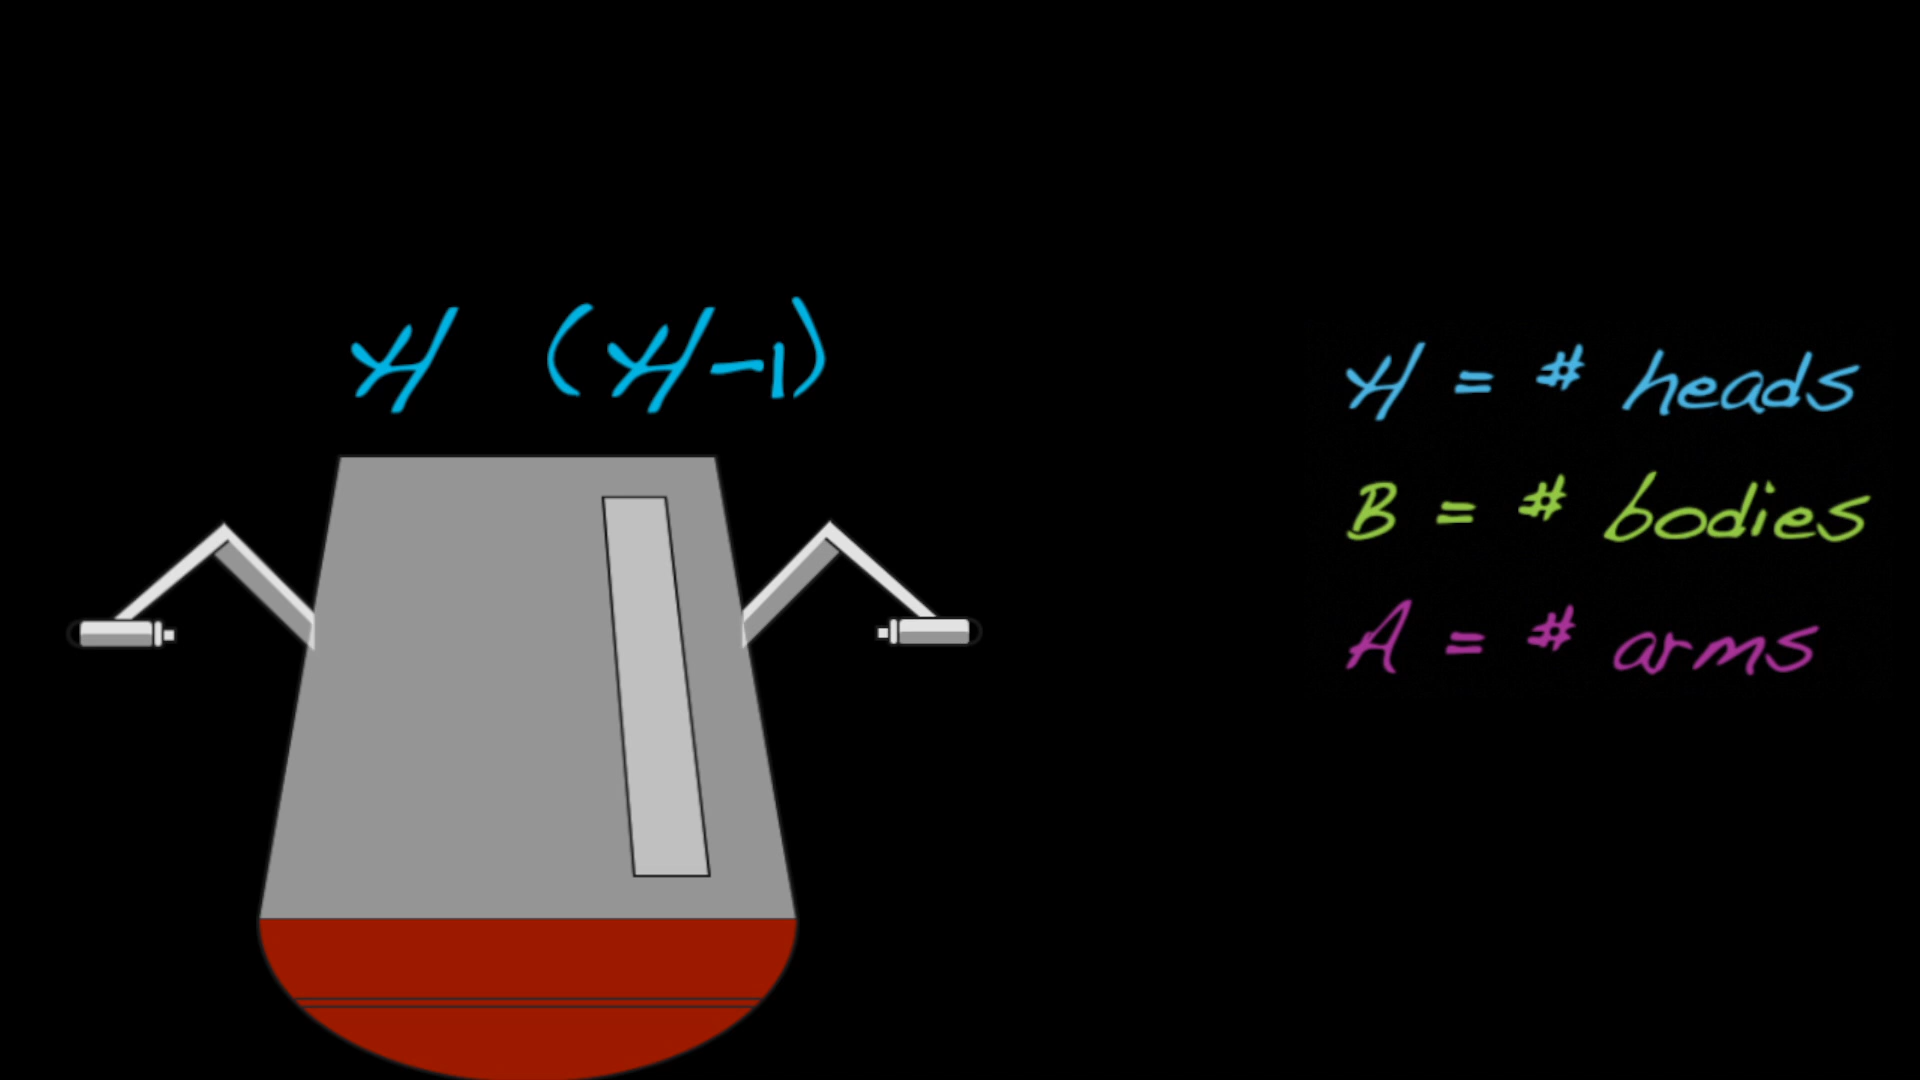 H (H-1)
H = # heads
B = # bodies
A = # arms